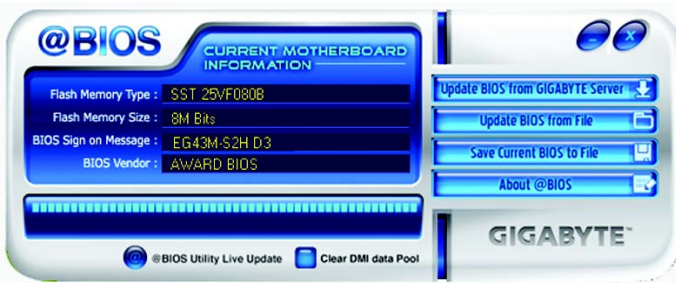 @BIOS
CURRENT MOTHERBOARD
INFORMATION
Flash Memory Type : SST 25VF080B
Flash Memory Size : 8M Bits
BIOS Sign on Message : EG43M-S2H D3
BIOS Vendor : AWARD BIOS
Update BIOS from GIGABYTE Server
Update BIOS from File
Save Current BIOS to File
About @BIOS
@ @BIOS Utility Live Update
Clear DMI data Pool
GIGABYTE™